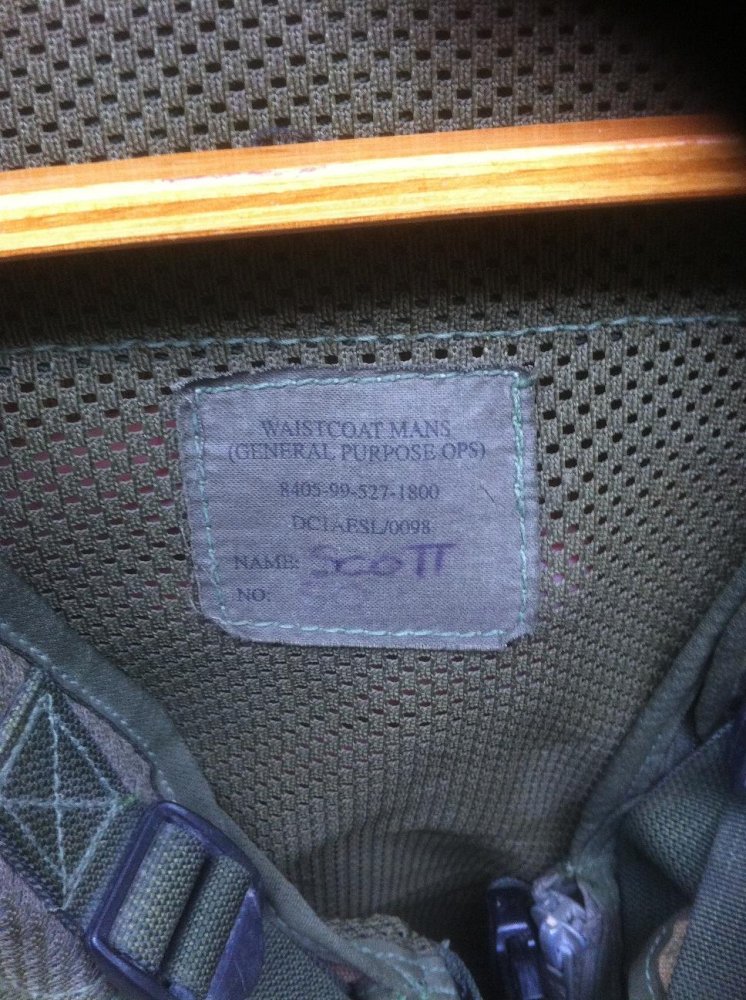 WAISTCOAT MANS
(GENERAL PURPOSE OPS)
8405-99-527-1800
DC1AESL/0098
NAME: SCOTT
NO: